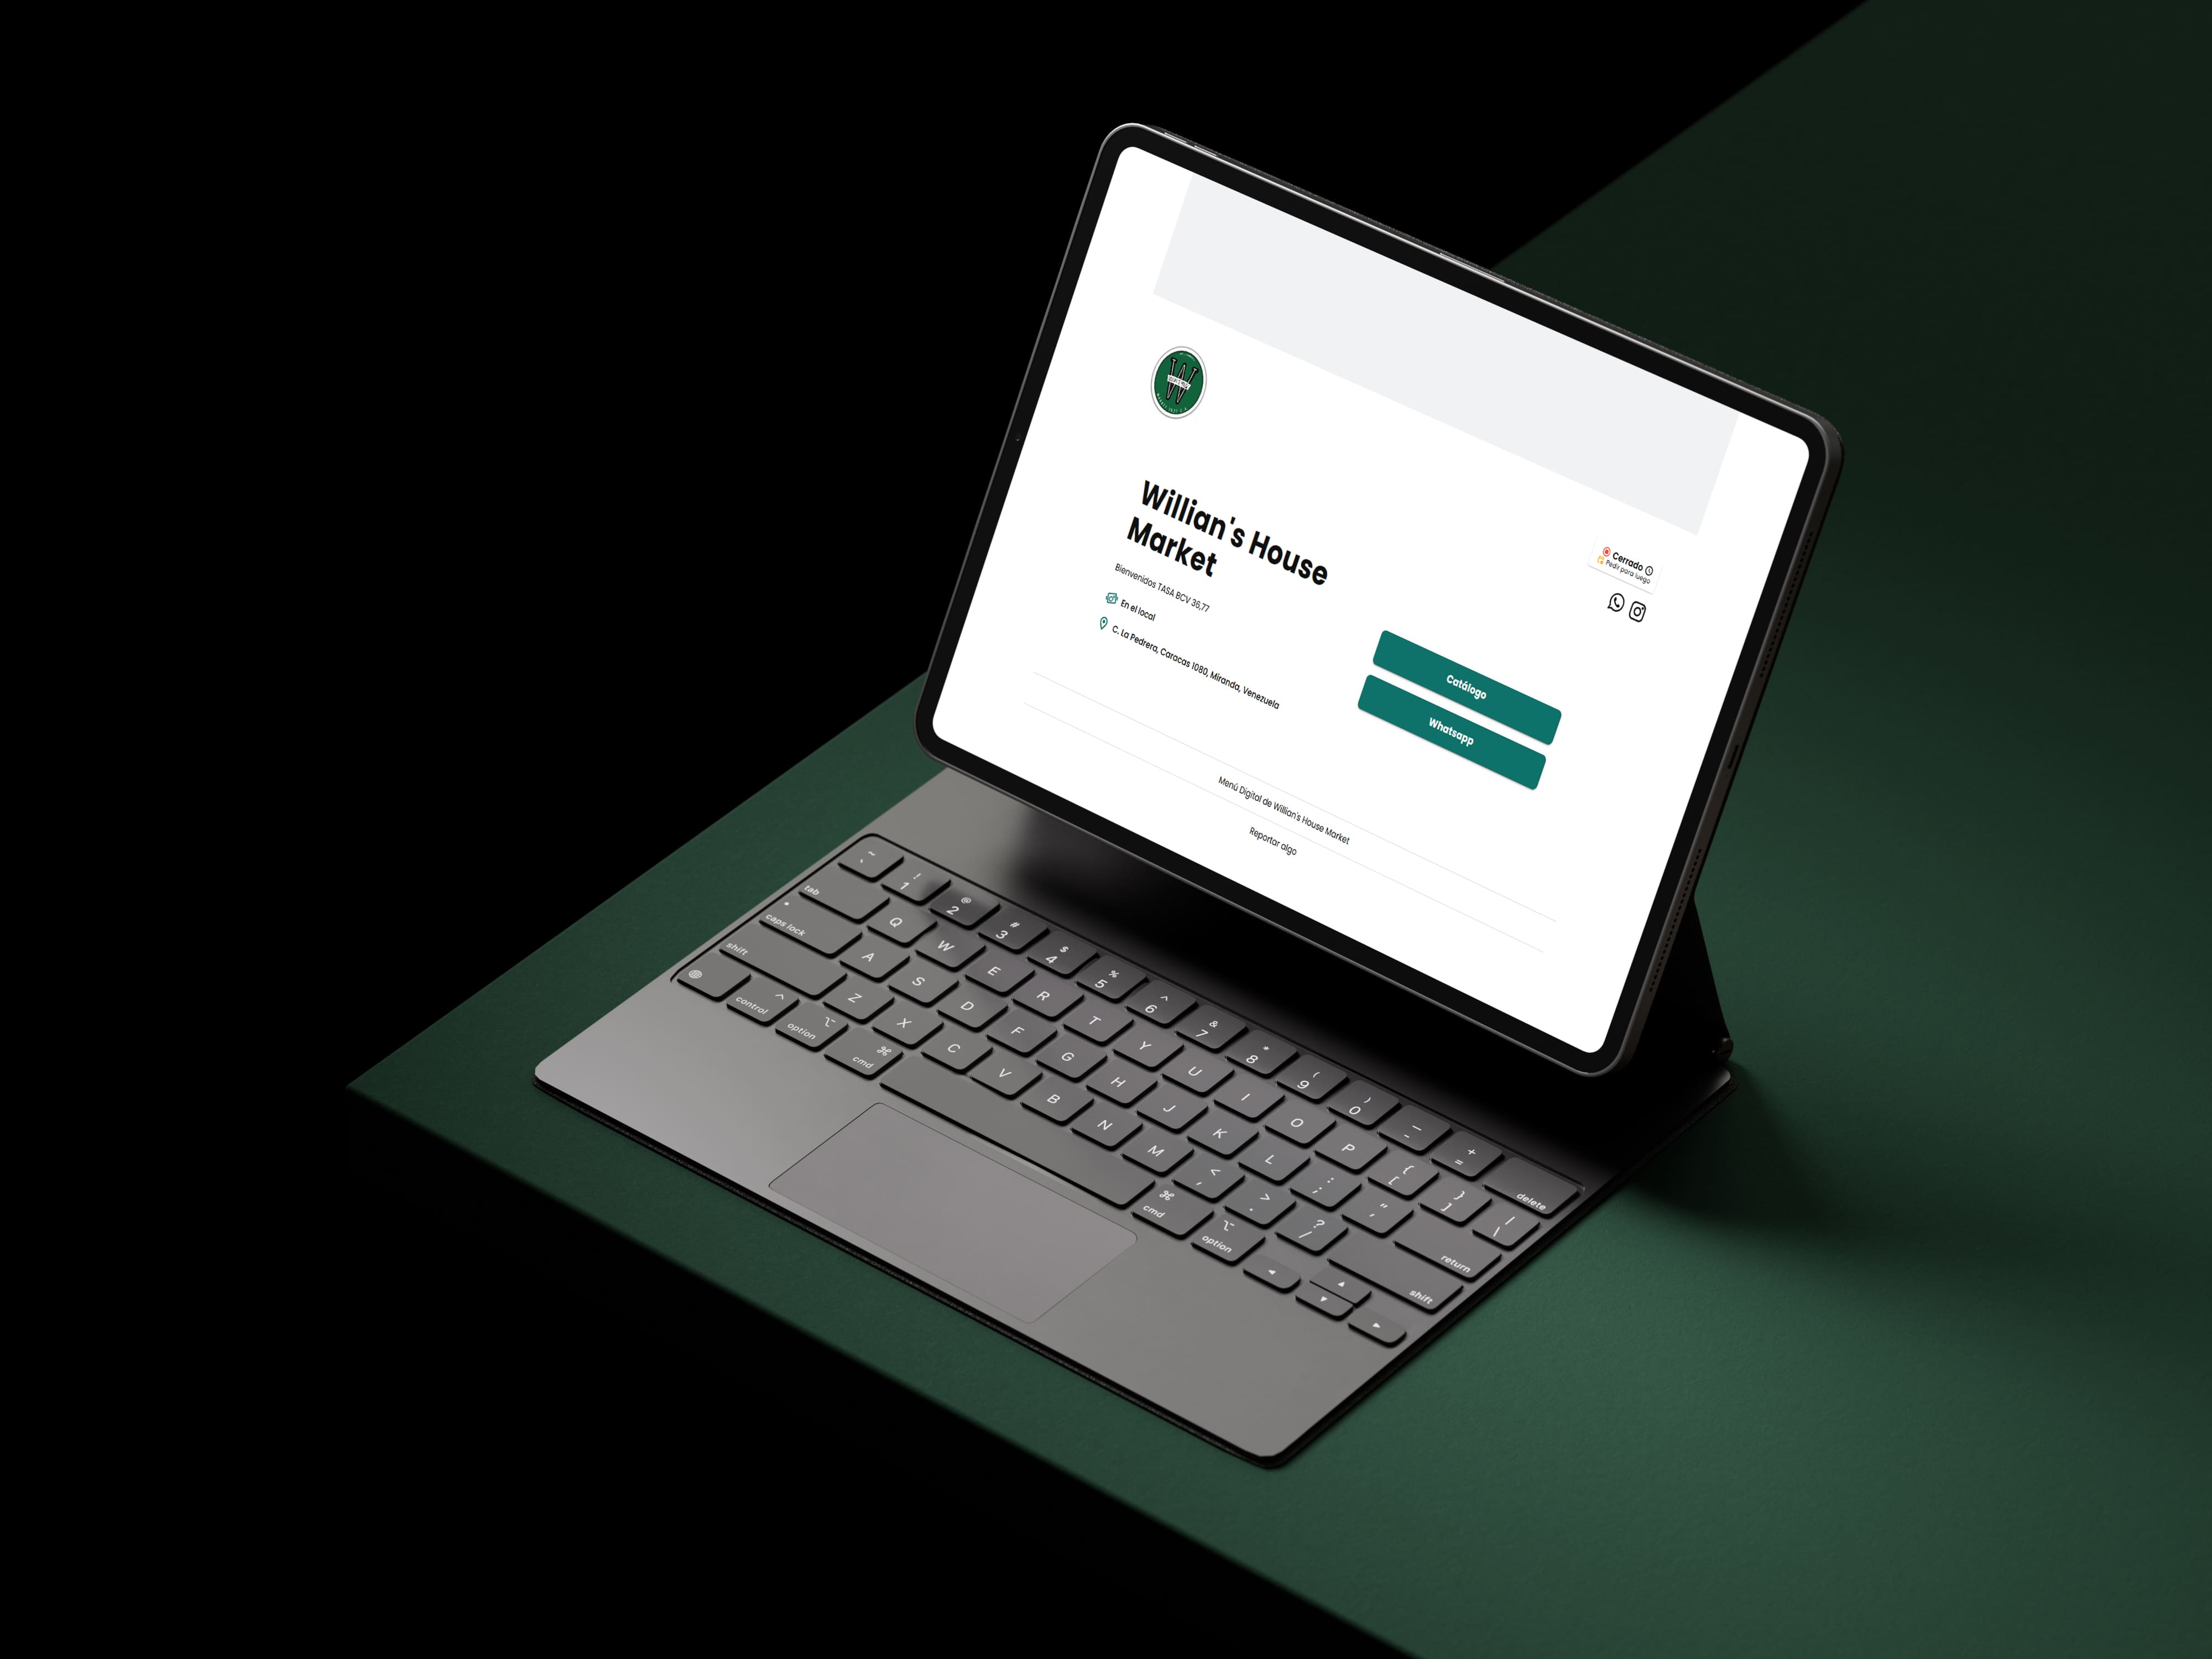 Willian's House
Market
Bienvenidos TASA BCV 36,77
En el local
C. La Pedrera, Caracas 1080, Miranda, Venezuela
Cerrado
Pedir para luego
Catálogo
Whatsapp
Menú Digital de Willian's House Market
Reportar algo
~ `
! 1 @ 2 # 3 $ 4 % 5 ^ 6 & 7 * 8 ( 9 ) 0 _ - + = delete
tab Q W E R T Y U I O P { [ } ] | \
caps lock A S D F G H J K L : ; " ' return
shift Z X C V B N M < , > . ? / shift
control option cmd cmd option